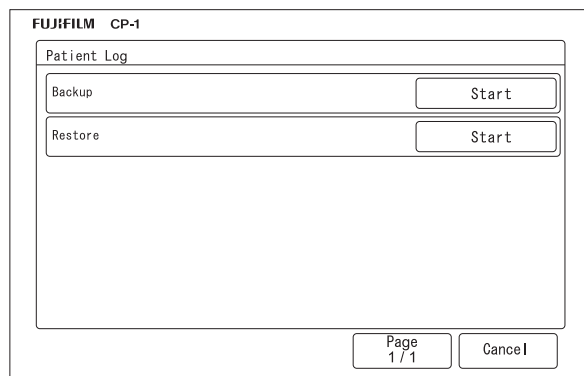 FUJIFILM CP-1
Patient Log
Backup Start
Restore Start
Page
1/1
Cancel